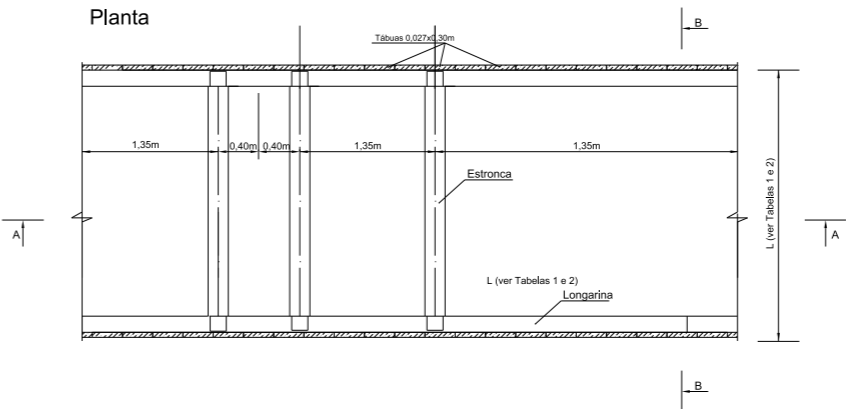 Planta
B
Tábuas 0,027x0,30m
1,35m
0,40m
0,40m
1,35m
1,35m
Estronca
L (ver Tabelas 1 e 2)
A
A
L (ver Tabelas 1 e 2)
Longarina
B